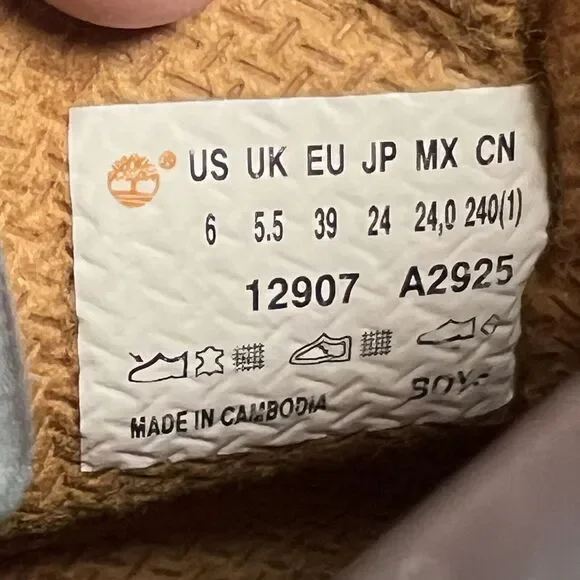 ® US UK EU JP MX CN
6 5.5 39 24 24,0 240(1)
12907 A2925
MADE IN CAMBODIA